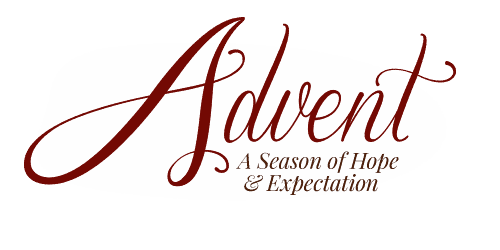 Advent
A Season of Hope
& Expectation